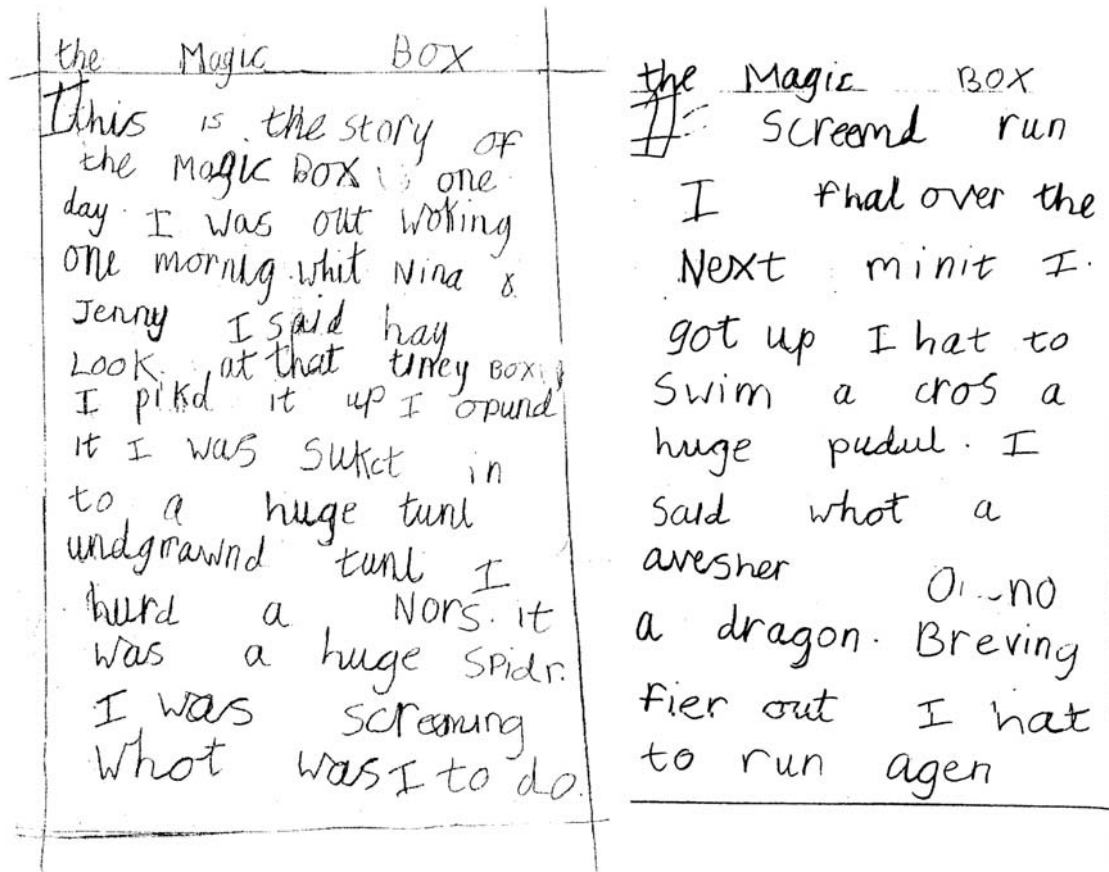 the Magic BOX
this is the story of
the Magic Box one
day. I was out woking
one mornig whit Nina &
Jenny I said hay
Look at that tiney BOX
I pikd it up I opund
it I was sukct in
to a huge tunl
undgrawnd tunl I
hurd a Nors. it
was a huge spidr.
I was screaming
whot was I to do.
the Magic BOX
I screemd run
I fhal over the
Next minit I.
got up I hat to
swim a cros a
huge pudul. I
said whot a
avesher
no
a dragon. Breving
fier out I hat
to run agen